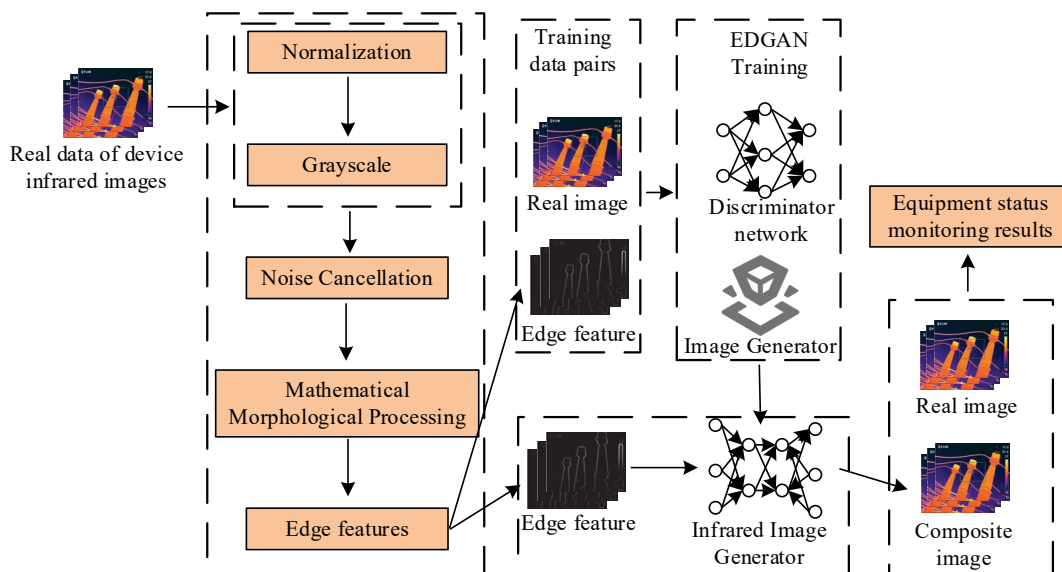 Real data of device
infrared images
Normalization
Grayscale
Noise Cancellation
Mathematical
Morphological Processing
Edge features
Training
data pairs
Real image
Edge feature
EDGAN
Training
Discriminator
network
Image Generator
Edge feature
Infrared Image
Generator
Equipment status
monitoring results
Real image
Composite
image